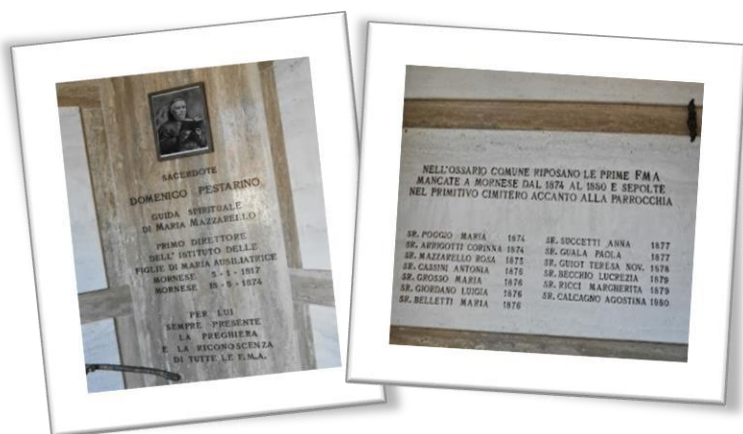 SACERDOTE
DOMENICO PESTARINO
GUIDA SPIRITUALE
DI MARIA MAZZARELLO
PRIMO DIRETTORE
DELL'ISTITUTO DELLE
FIGLIE DI MARIA AUSILIATRICE
MORNESE 5-1-1817
MORNESE 15-5-1874
PER LUI
SEMPRE PRESENTE
LA PREGHIERA
E LA RICONOSCENZA
DI TUTTE LE F.M.A.
NELL'OSSARIO COMUNE RIPOSANO LE PRIME FMA
MANCATE A MORNESE DAL 1874 AL 1880 E SEPOLTE
NEL PRIMITIVO CIMITERO ACCANTO ALLA PARROCCHIA
SR. POGGIO MARIA 1874
SR. ARRIGOTTI CORINNA 1874
SR. MAZZARELLO ROSA 1875
SR. CASSINI ANTONIA 1876
SR. GROSSO MARIA 1876
SR. GIORDANO LUIGIA 1876
SR. BELLETTI MARIA 1876
SR. SUCCETTI ANNA 1877
SR. GUALA PAOLA 1877
SR. GUIOT TERESA NOV. 1878
SR. BECCHIO LUCREZIA 1879
SR. RICCI MARGHERITA 1879
SR. CALCAGNO AGOSTINA 1880